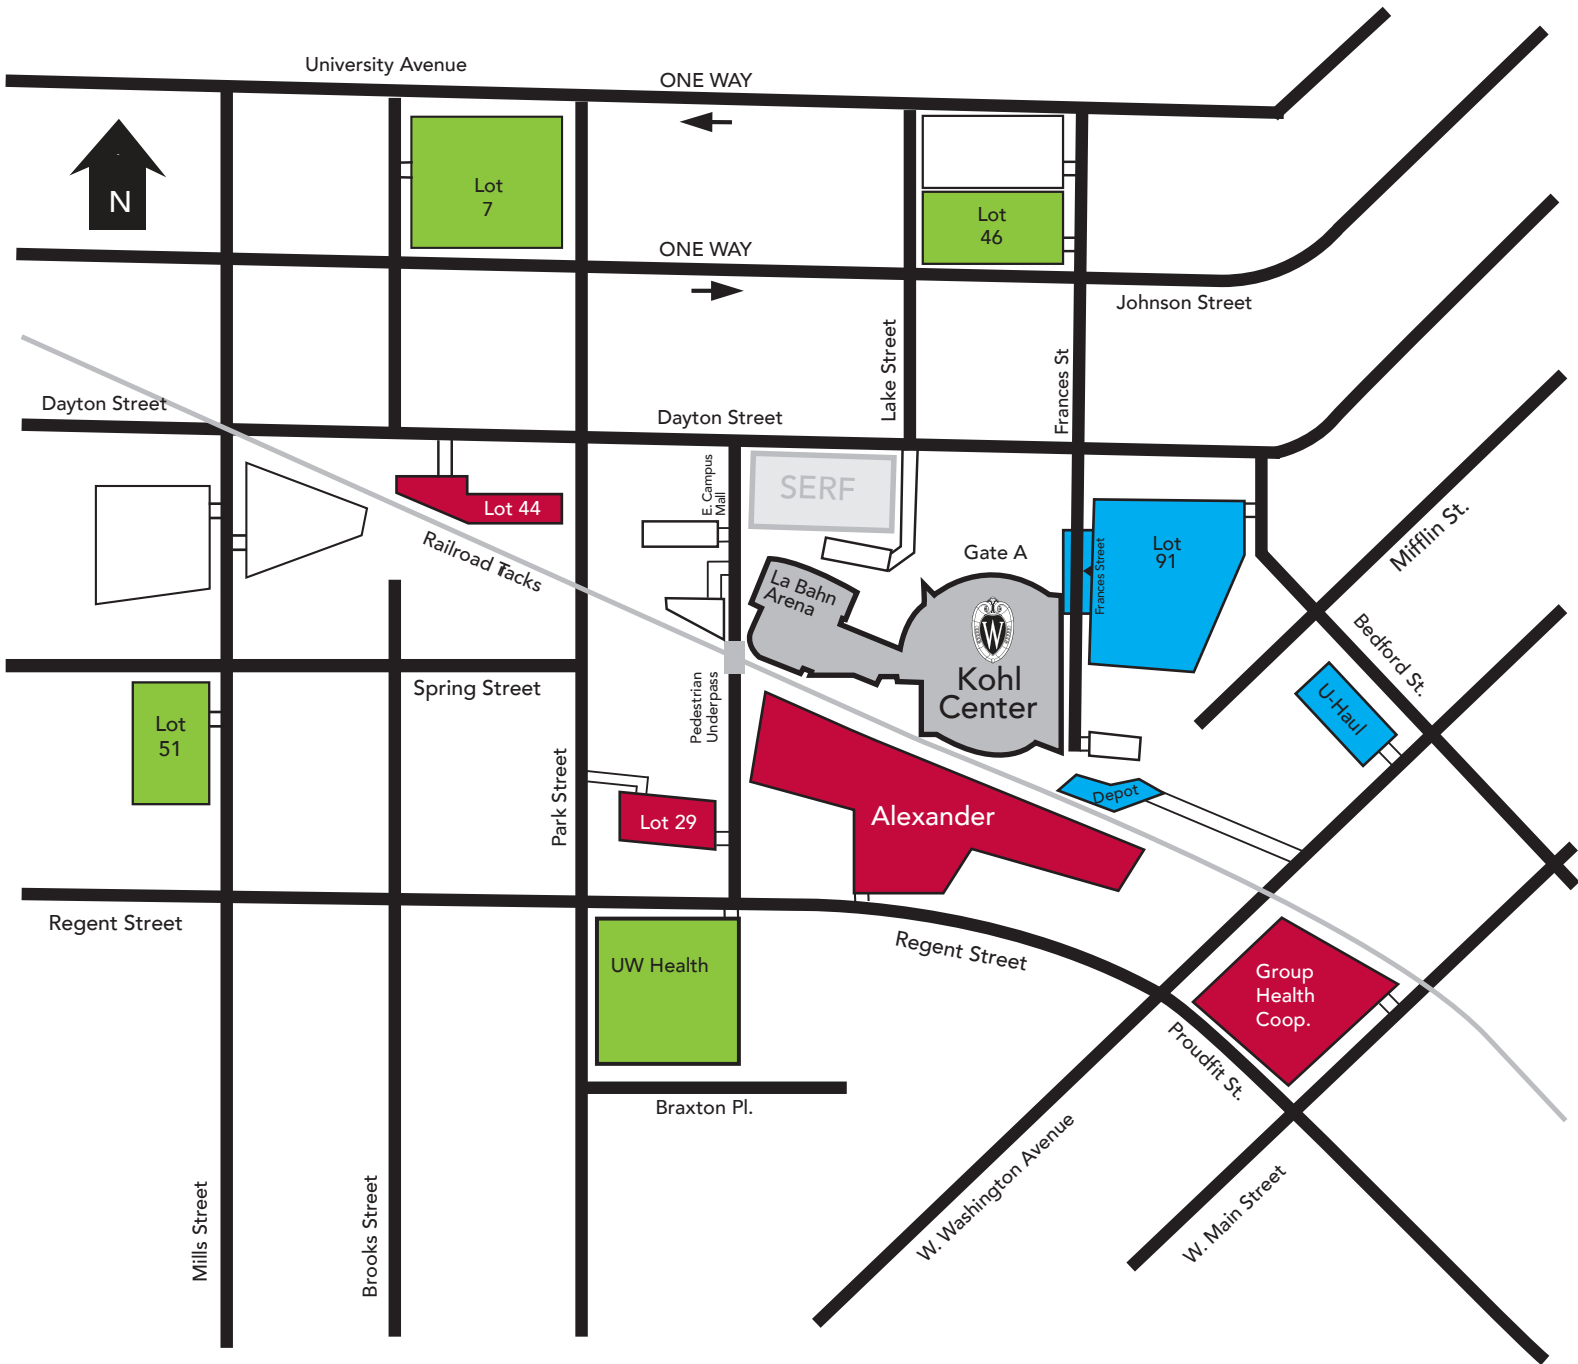 University Avenue
ONE WAY
N
Lot
7
Lot
46
ONE WAY
Johnson Street
Lake Street
Frances St
Dayton Street
Dayton Street
E. Campus
Mall
SERF
Lot 44
Railroad Tacks
Gate A
Frances Street
Lot
91
Mifflin St.
La Bahn
Arena
W
Kohl
Center
Bedford St.
Spring Street
Pedestrian
Underpass
U-Haul
Lot
51
Park Street
Lot 29
Alexander
Depot
Regent Street
Regent Street
UW Health
Group
Health
Coop.
Proudfit St.
Braxton Pl.
Mills Street
Brooks Street
W. Washington Avenue
W. Main Street